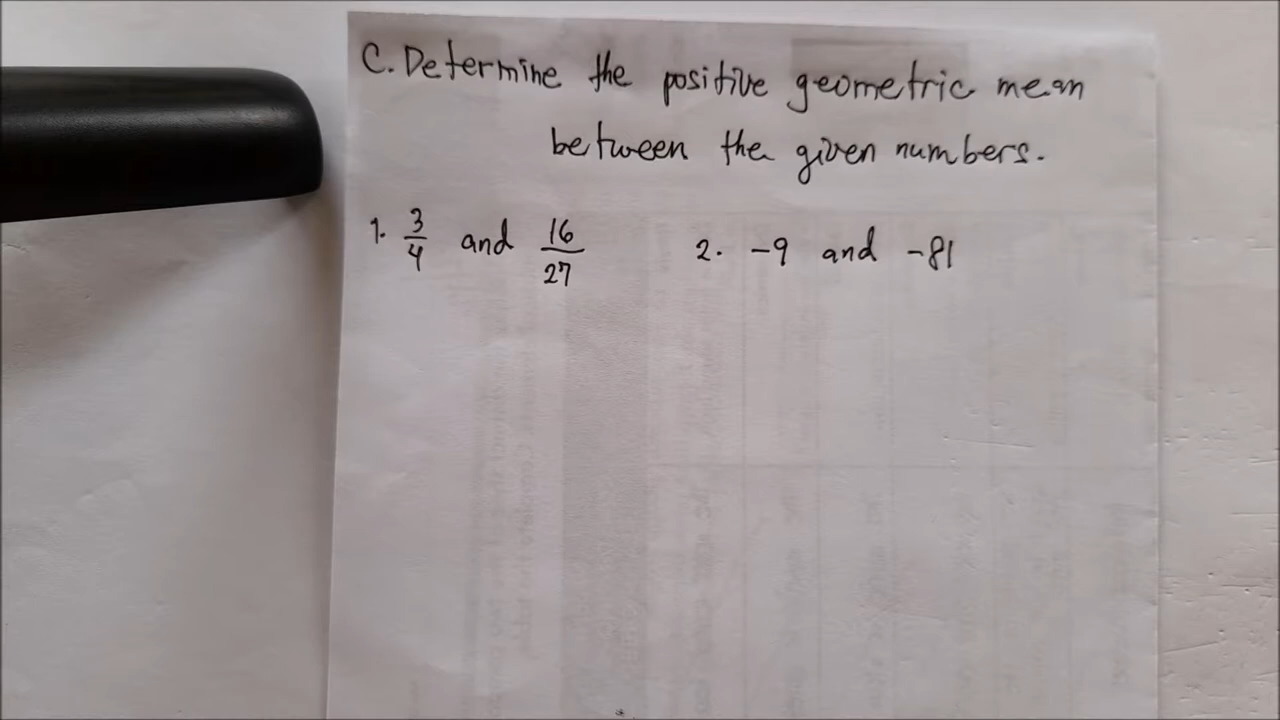 C. Determine the positive geometric mean
between the given numbers.
1. 3/4 and 16/27 2. -9 and -81